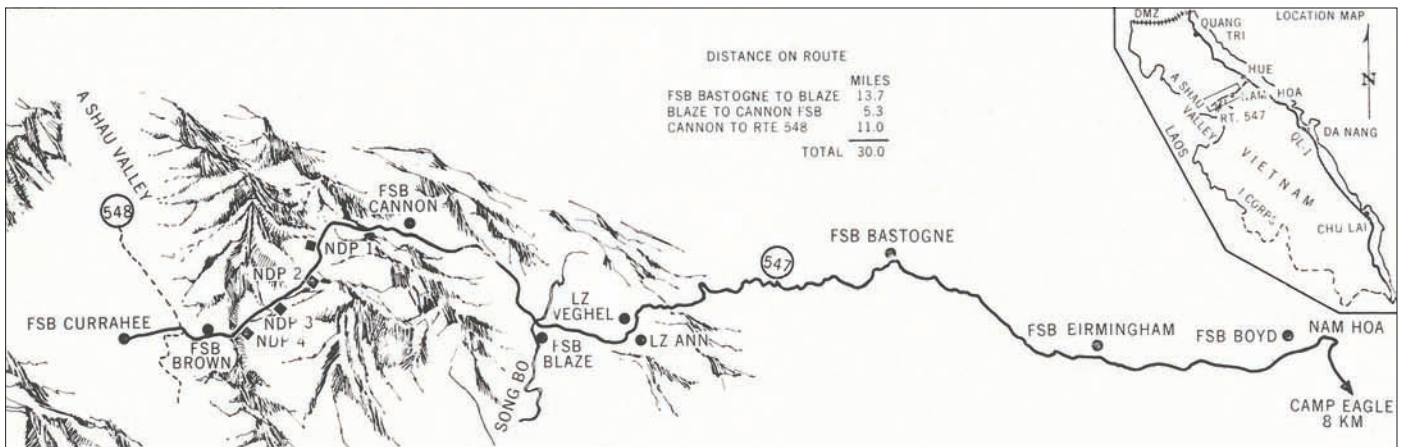 DISTANCE ON ROUTE
MILES
FSB BASTOGNE TO BLAZE 13.7
BLAZE TO CANNON FSB 5.3
CANNON TO RTE 548 11.0
TOTAL 30.0
LOCATION MAP
DMZ
QUANG
TRI
HUE
N
A SHAU
VALLEY
NAM HOA
RT. 547
LAOS
QL-1
DA NANG
VIETNAM
I CORPS
CHU LAI
A SHAU VALLEY
548
FSB
CANNON
NDP 1
NDP 2
NDP 3
NDP 4
FSB CURRAHEE
FSB
BROWN
SONG BO
FSB
BLAZE
LZ
VEGHEL
LZ ANN
547
FSB BASTOGNE
FSB EIRMINGHAM
FSB BOYD
NAM HOA
CAMP EAGLE
8 KM